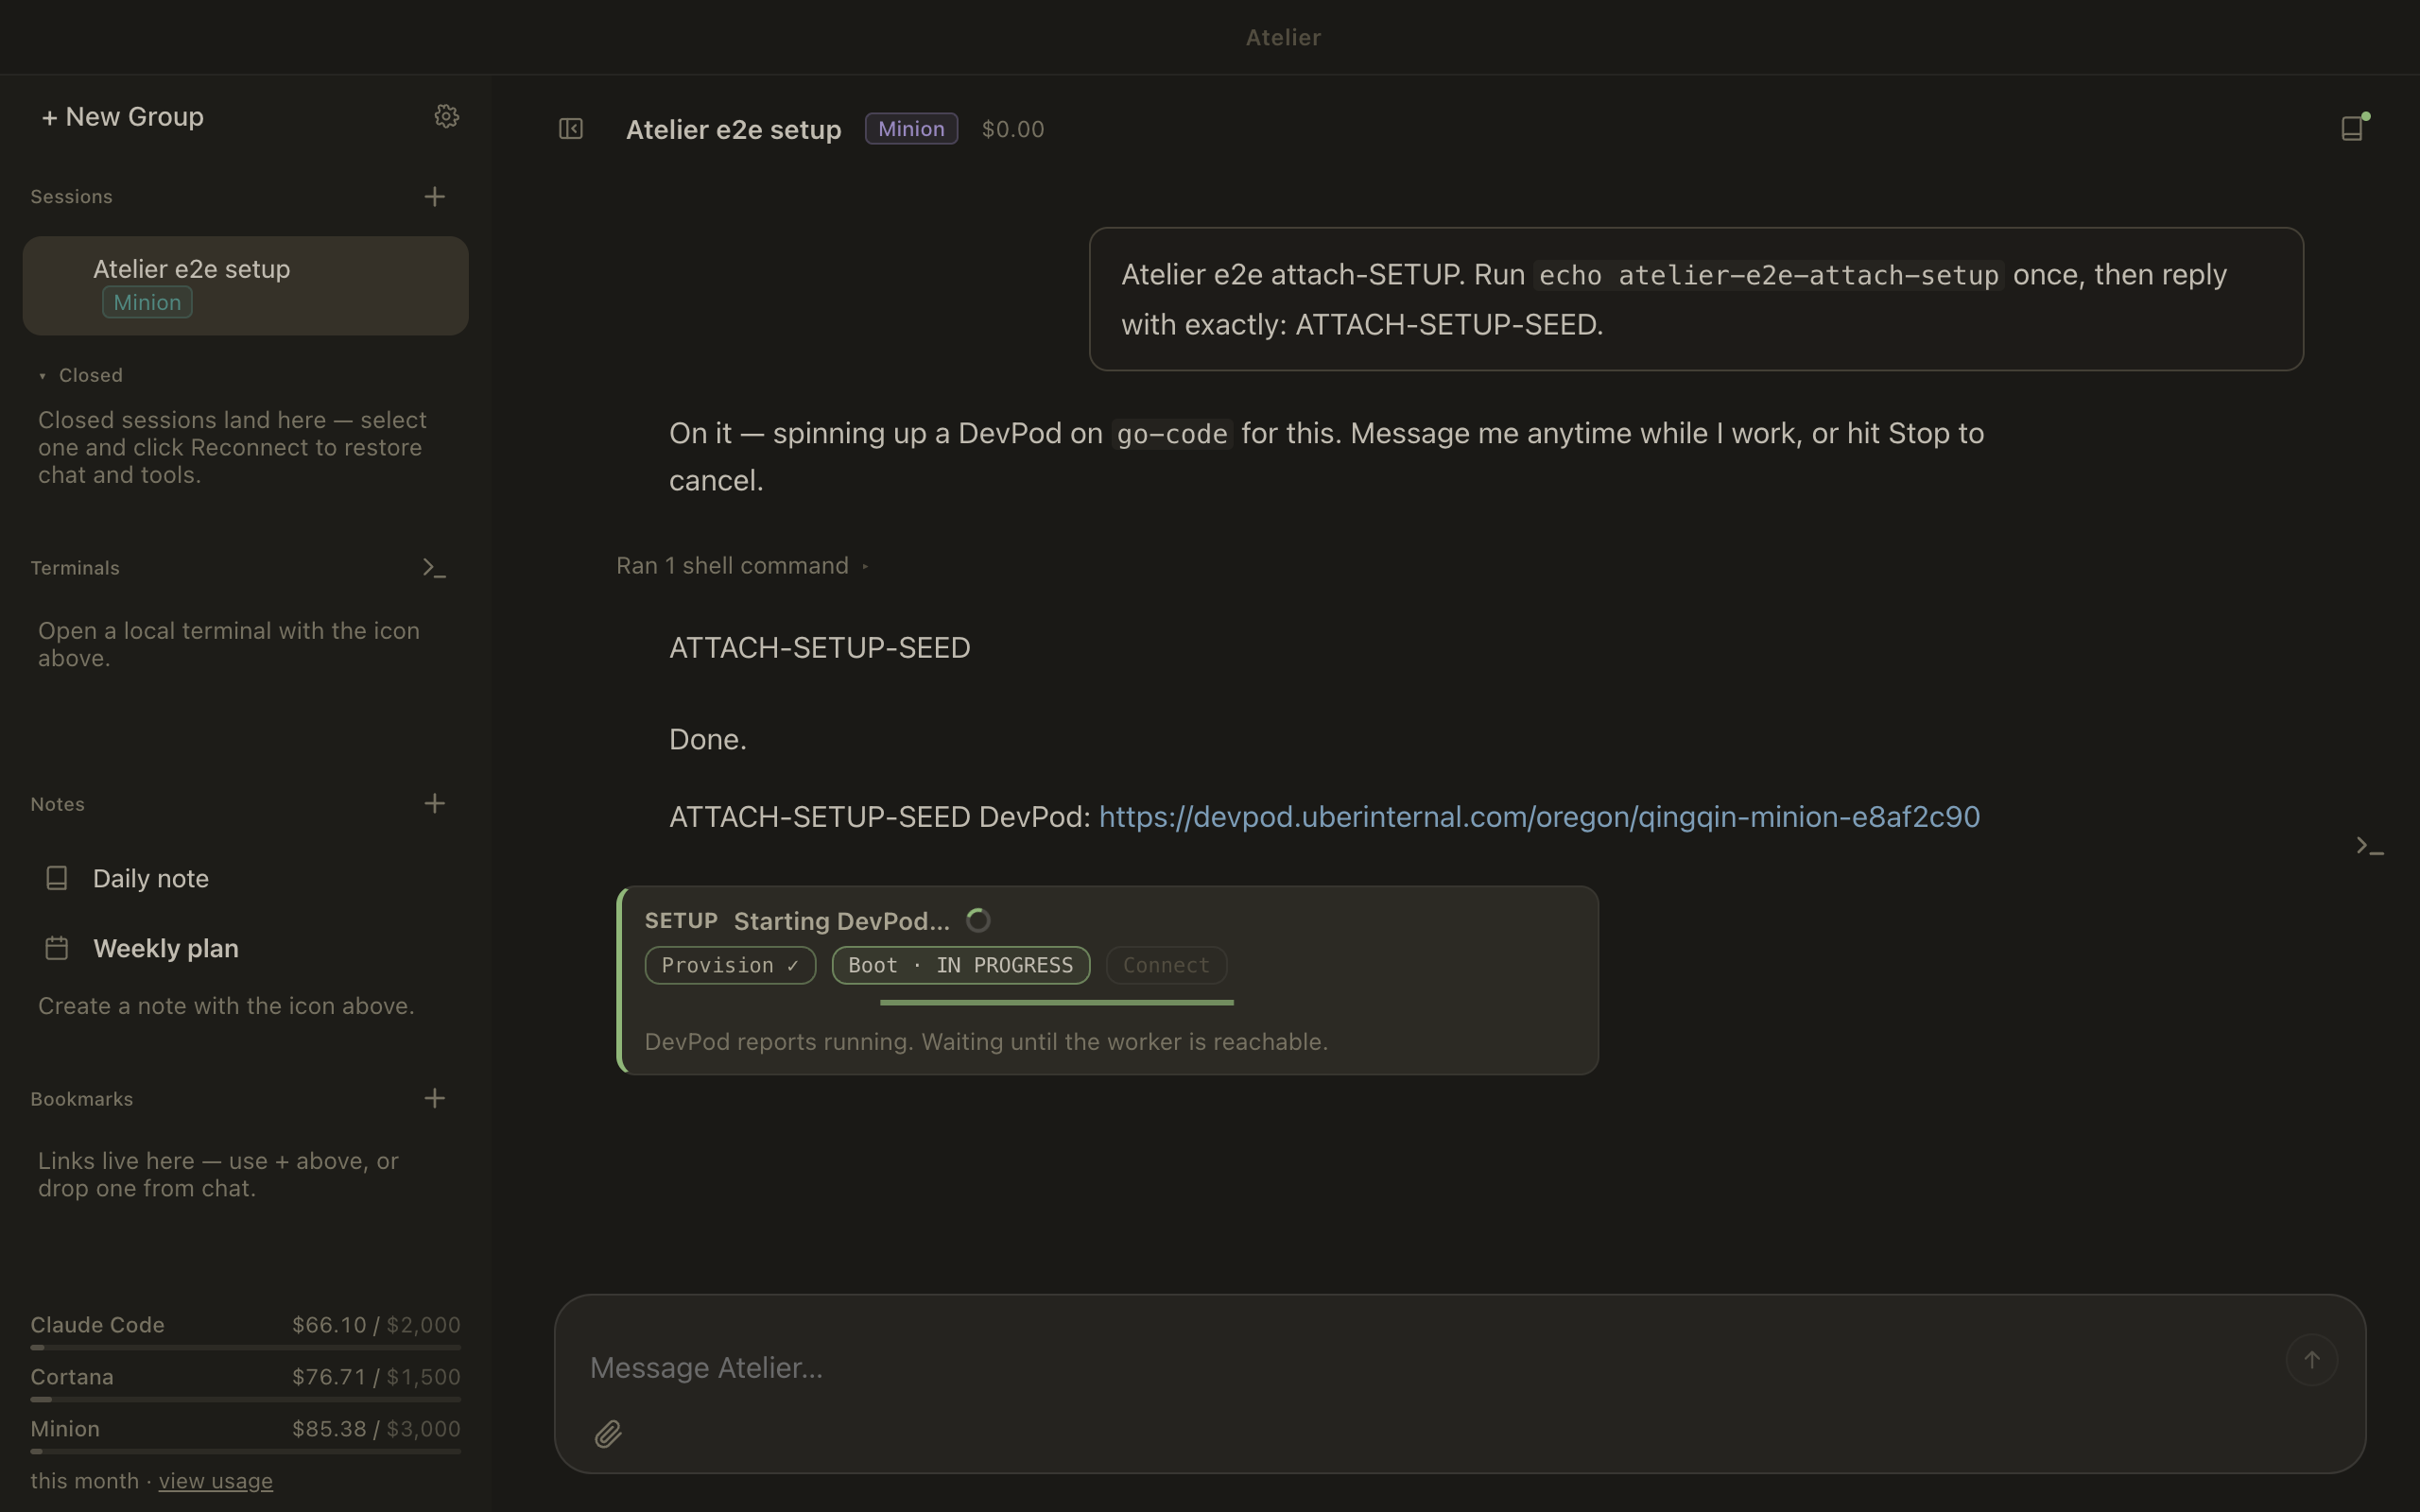 Atelier
+ New Group
Sessions
Atelier e2e setup
Minion
▾ Closed
Closed sessions land here — select
one and click Reconnect to restore
chat and tools.
Terminals
Open a local terminal with the icon
above.
Notes
Daily note
Weekly plan
Create a note with the icon above.
Bookmarks
Links live here — use + above, or
drop one from chat.
Claude Code $66.10 / $2,000
Cortana $76.71 / $1,500
Minion $85.38 / $3,000
this month · view usage
Atelier e2e setup Minion $0.00
Atelier e2e attach-SETUP. Run echo atelier-e2e-attach-setup once, then reply
with exactly: ATTACH-SETUP-SEED.
On it — spinning up a DevPod on go-code for this. Message me anytime while I work, or hit Stop to
cancel.
Ran 1 shell command ▸
ATTACH-SETUP-SEED
Done.
ATTACH-SETUP-SEED DevPod: https://devpod.uberinternal.com/oregon/qingqin-minion-e8af2c90
SETUP Starting DevPod...
Provision ✓ Boot · IN PROGRESS Connect
DevPod reports running. Waiting until the worker is reachable.
Message Atelier...